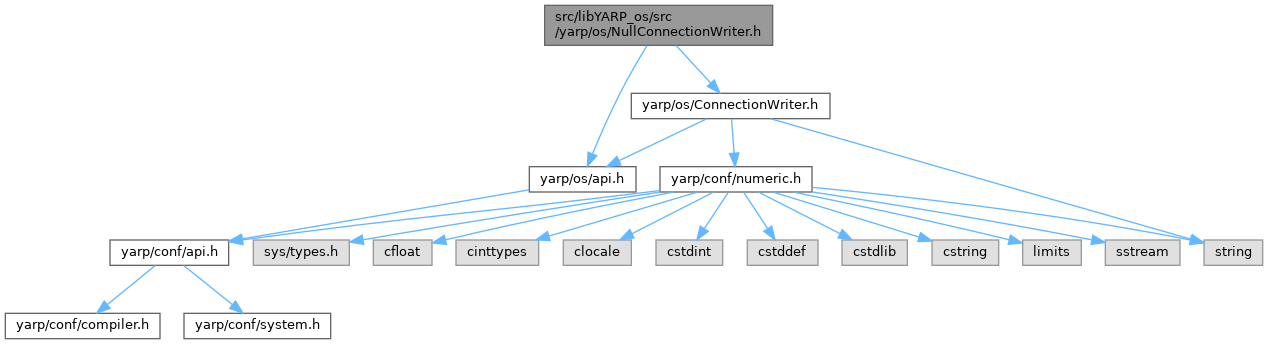 src/libYARP_os/src
/yarp/os/NullConnectionWriter.h
yarp/os/ConnectionWriter.h
yarp/os/api.h
yarp/conf/numeric.h
yarp/conf/api.h
sys/types.h
cfloat
cinttypes
clocale
cstdint
cstddef
cstdlib
cstring
limits
sstream
string
yarp/conf/compiler.h
yarp/conf/system.h